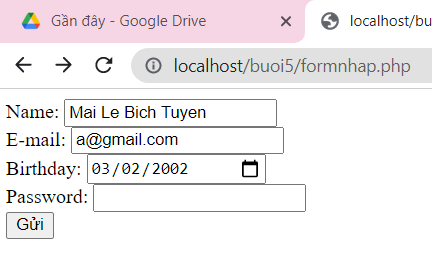 Gần đây - Google Drive
localhost/bu
localhost/buoi5/formnhap.php
Name: Mai Le Bich Tuyen
E-mail: a@gmail.com
Birthday: 03/02/2002
Password:
Gửi